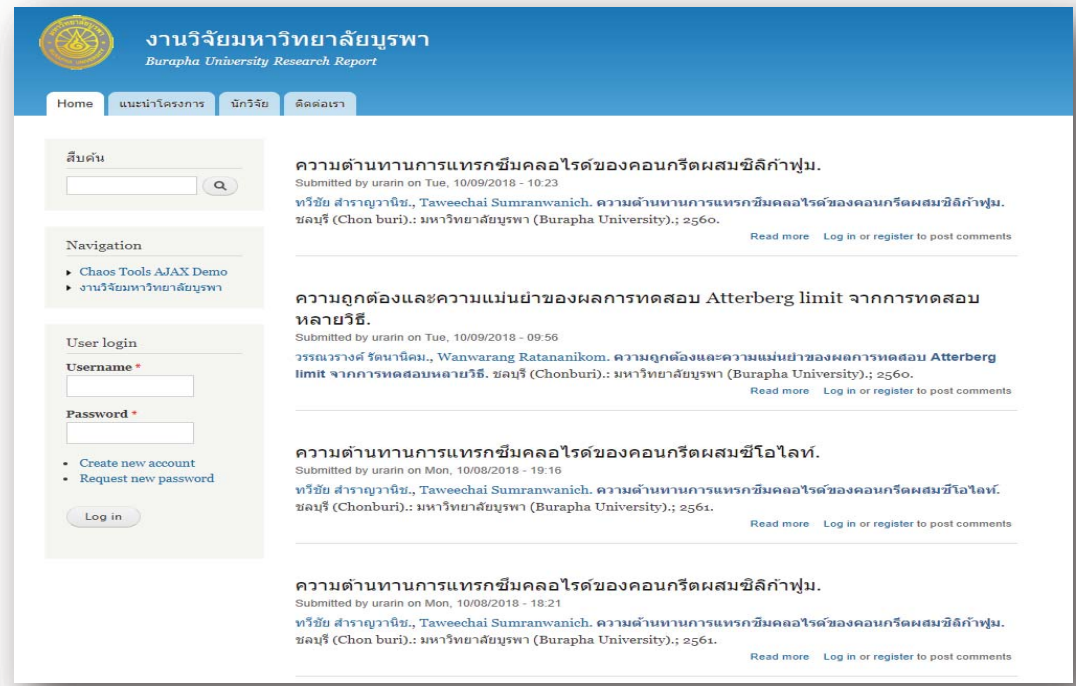 งานวิจัยมหาวิทยาลัยบูรพา
Burapha University Research Report
Home
แนะนำโครงการ
นักวิจัย
ติดต่อเรา
สืบค้น
Navigation
Chaos Tools AJAX Demo
งานวิจัยมหาวิทยาลัยบูรพา
User login
Username *
Password *
Create new account
Request new password
Log in
ความต้านทานการแทรกซึมคลอไรด์ของคอนกรีตผสมซิลิก้าฟูม.
Submitted by urarin on Tue, 10/09/2018 - 10:23
ทวีชัย สำราญวานิช., Taweechai Sumranwanich. ความต้านทานการแทรกซึมคลอไรด์ของคอนกรีตผสมซิลิก้าฟูม.
ชลบุรี (Chon buri).: มหาวิทยาลัยบูรพา (Burapha University).; 2560.
Read more Log in or register to post comments
ความถูกต้องและความแม่นยำของผลการทดสอบ Atterberg limit จากการทดสอบ
หลายวิธี.
Submitted by urarin on Tue, 10/09/2018 - 09:56
วรรณวรางค์ รัตนานิคม., Wanwarang Ratananikom. ความถูกต้องและความแม่นยำของผลการทดสอบ Atterberg
limit จากการทดสอบหลายวิธี. ชลบุรี (Chonburi).: มหาวิทยาลัยบูรพา (Burapha University).; 2560.
Read more Log in or register to post comments
ความต้านทานการแทรกซึมคลอไรด์ของคอนกรีตผสมซีโอไลท์.
Submitted by urarin on Mon, 10/08/2018 - 19:16
ทวีชัย สำราญวานิช., Taweechai Sumranwanich. ความต้านทานการแทรกซึมคลอไรด์ของคอนกรีตผสมซีโอไลท์.
ชลบุรี (Chonburi).: มหาวิทยาลัยบูรพา (Burapha University).; 2561.
Read more Log in or register to post comments
ความต้านทานการแทรกซึมคลอไรด์ของคอนกรีตผสมซิลิก้าฟูม.
Submitted by urarin on Mon, 10/08/2018 - 18:21
ทวีชัย สำราญวานิช., Taweechai Sumranwanich. ความต้านทานการแทรกซึมคลอไรด์ของคอนกรีตผสมซิลิก้าฟูม.
ชลบุรี (Chon buri).: มหาวิทยาลัยบูรพา (Burapha University).; 2561.
Read more Log in or register to post comments